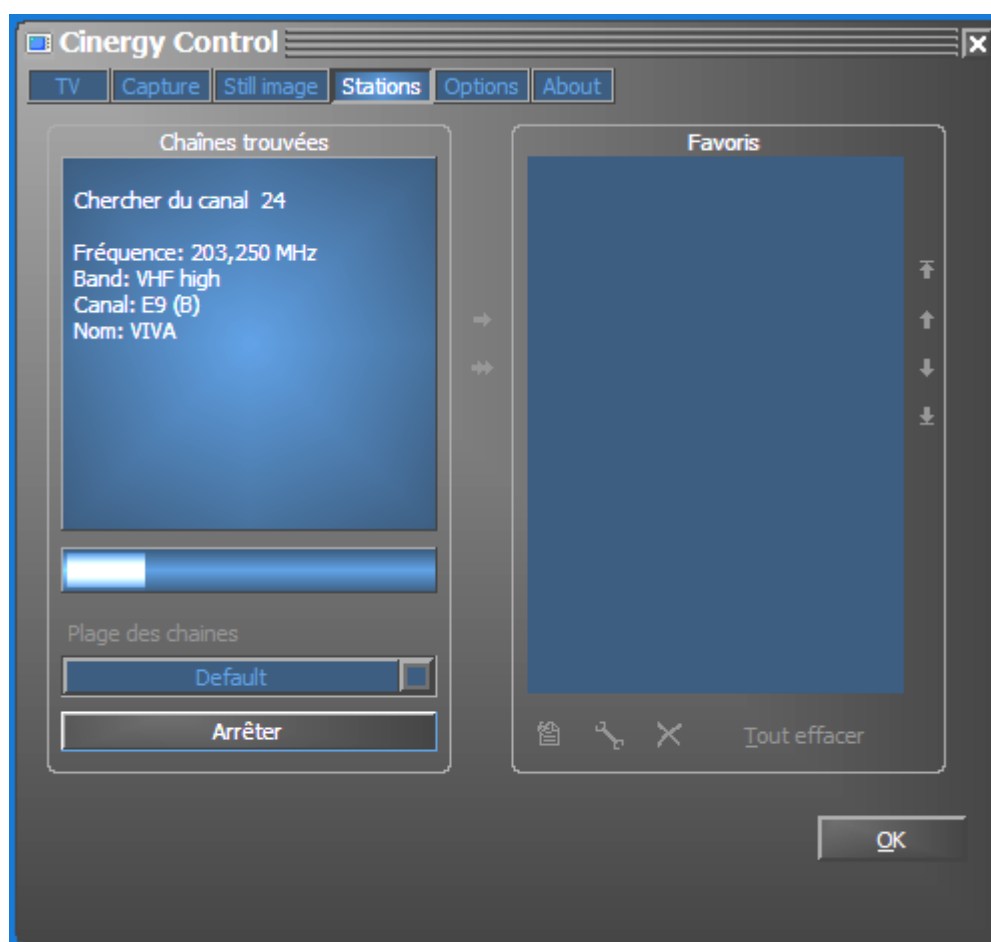 Cinergy Control
TV Capture Still image Stations Options About
Chaînes trouvées
Chercher du canal 24
Fréquence: 203,250 MHz
Band: VHF high
Canal: E9 (B)
Nom: VIVA
Plage des chaines
Default
Arrêter
Favoris
Tout effacer
OK